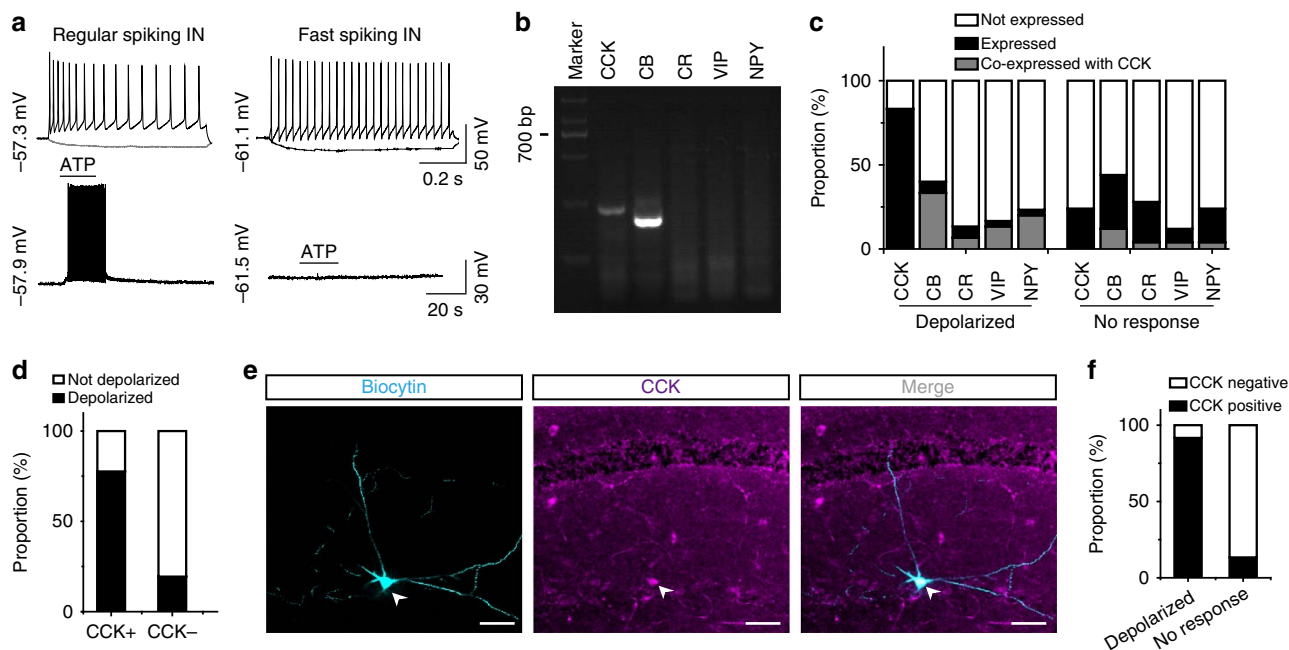 a
Regular spiking IN
Fast spiking IN
−57.3 mV
−61.1 mV
50 mV
0.2 s
ATP
ATP
−57.9 mV
−61.5 mV
30 mV
20 s
b
Marker
CCK
CB
CR
VIP
NPY
700 bp
c
Not expressed
Expressed
Co-expressed with CCK
Proportion (%)
100
50
0
CCK
CB
CR
VIP
NPY
CCK
CB
CR
VIP
NPY
Depolarized
No response
d
Not depolarized
Depolarized
Proportion (%)
100
50
0
CCK+
CCK−
e
Biocytin
CCK
Merge
f
CCK negative
CCK positive
Proportion (%)
100
50
0
Depolarized
No response